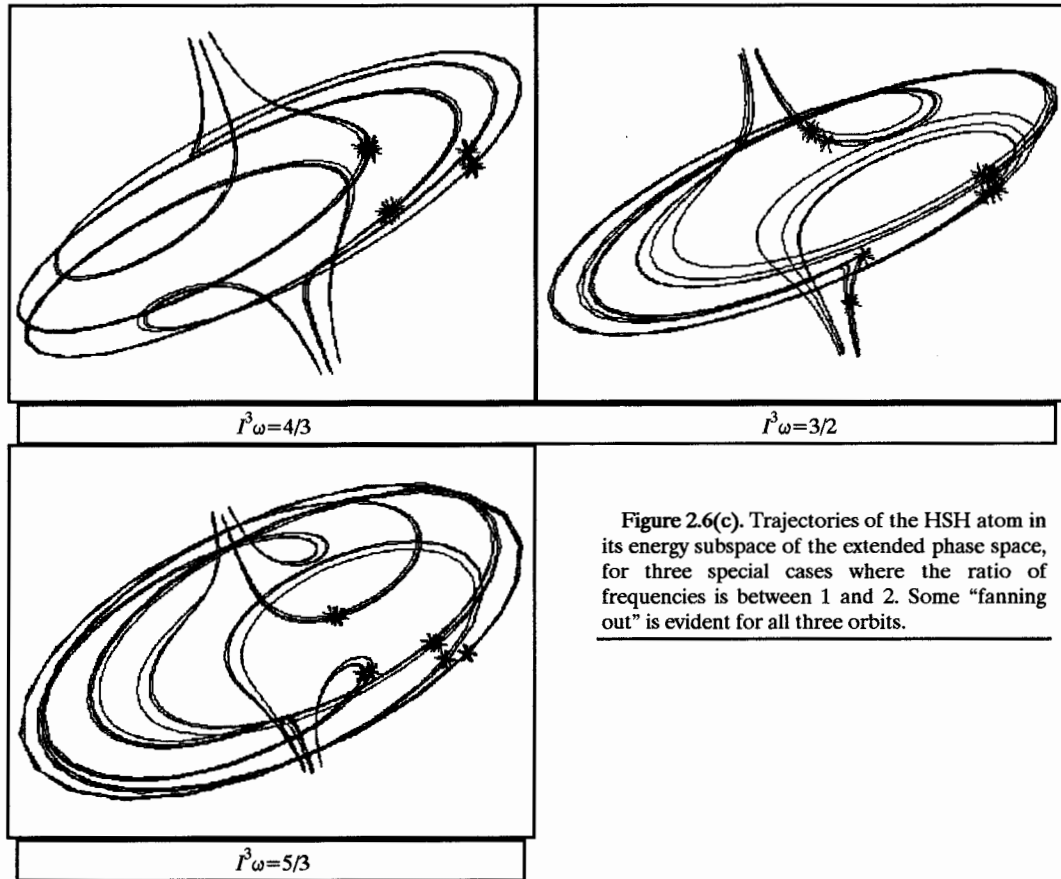 I³ω=4/3
I³ω=3/2
Figure 2.6(c). Trajectories of the HSH atom in
its energy subspace of the extended phase space,
for three special cases where the ratio of
frequencies is between 1 and 2. Some “fanning
out” is evident for all three orbits.
I³ω=5/3